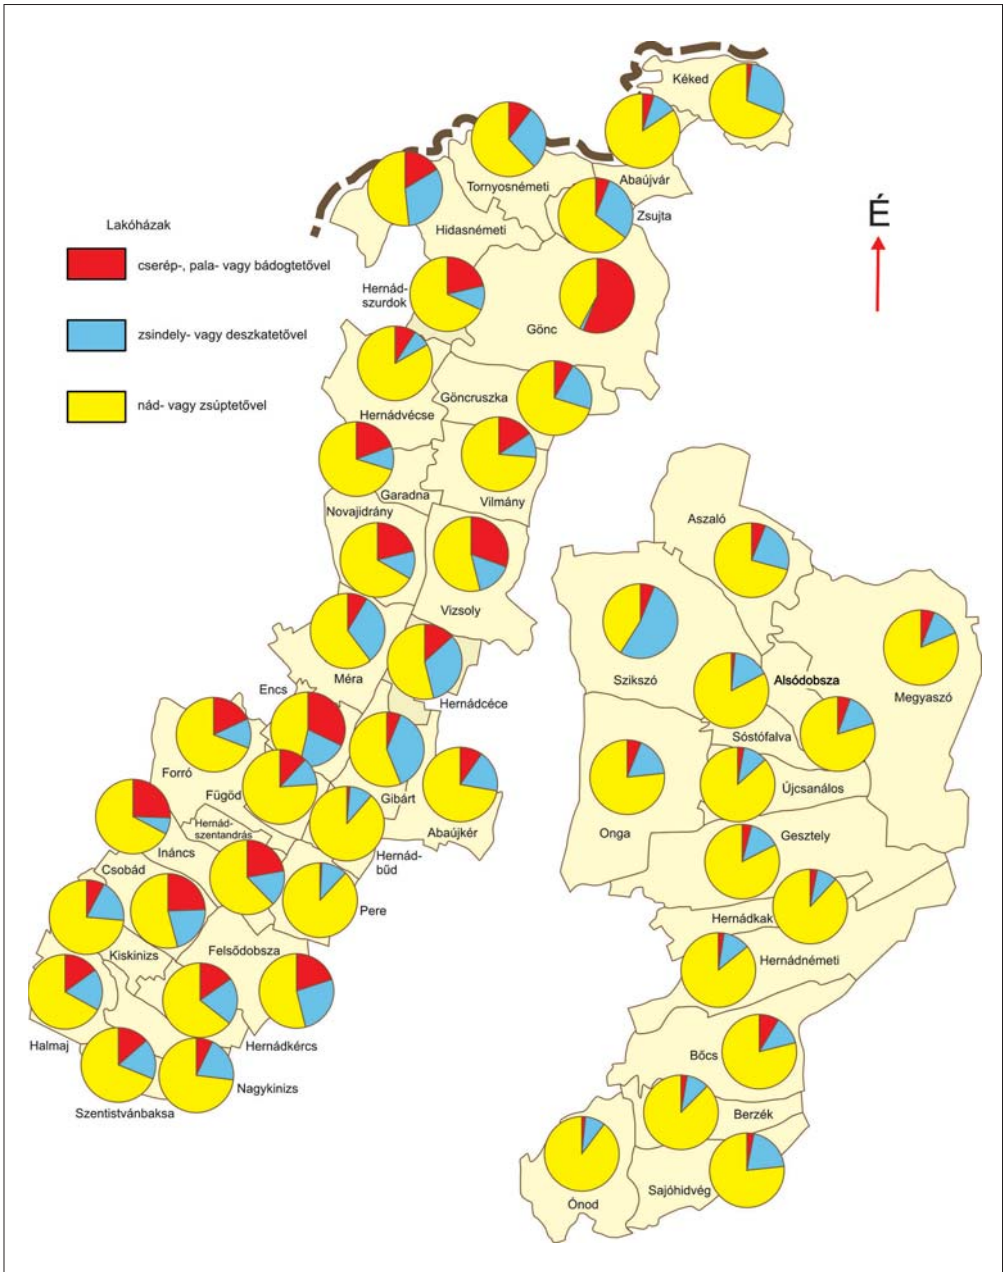 Kéked
Abaújvár
Tornyosnémeti
Zsujta
É
Lakóházak
Hidasnémeti
cserép-, pala- vagy bádogtetővel
Hernád-
szurdok
Gönc
zsindely- vagy deszkatetővel
nád- vagy zsúptetővel
Göncruszka
Hernádvécse
Garadna
Vilmány
Novajidrány
Aszaló
Vizsoly
Méra
Encs
Hernádcéce
Szikszó
Alsódobsza
Megyaszó
Sóstófalva
Forró
Fügöd
Gibárt
Abaújkér
Újcsanálos
Onga
Hernád-
szentandrás
Ináncs
Hernád-
bűd
Gesztely
Csobád
Pere
Hernádkak
Kiskinizs
Felsődobsza
Hernádnémeti
Halmaj
Hernádkércs
Bőcs
Nagykinizs
Szentistvánbaksa
Berzék
Sajóhidvég
Ónod